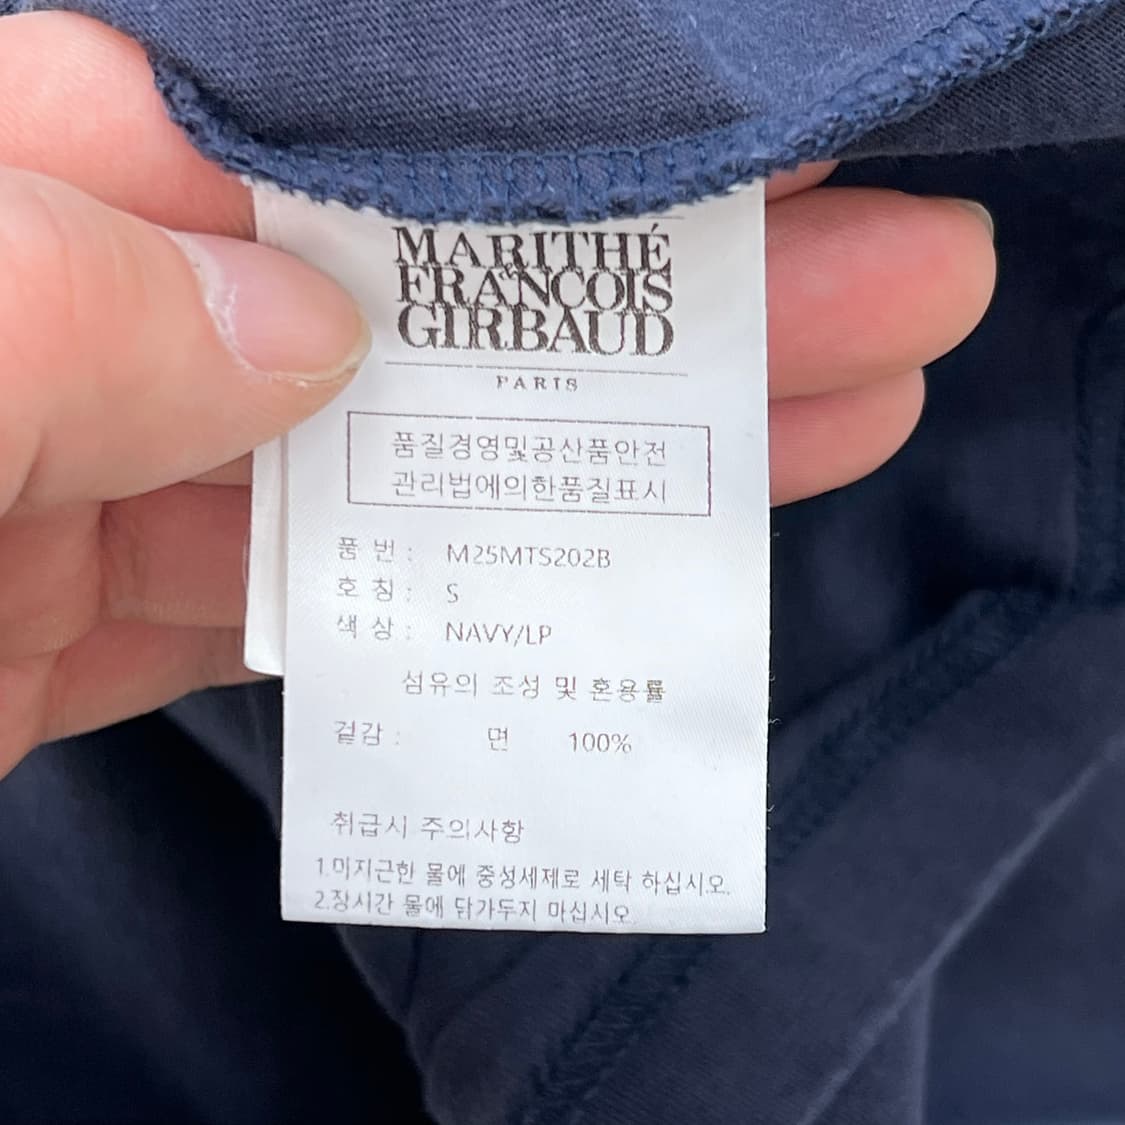 MARITHÉ
&
FRANCOIS
GIRBAUD
PARIS
품질경영및공산품안전
관리법에의한품질표시
품 번 : M25MTS202B
호 칭 : S
색 상 : NAVY/LP
섬유의 조성 및 혼용률
겉감 : 면 100%
취급시 주의사항
1.미지근한 물에 중성세제로 세탁 하십시오.
2.장시간 물에 담가두지 마십시오